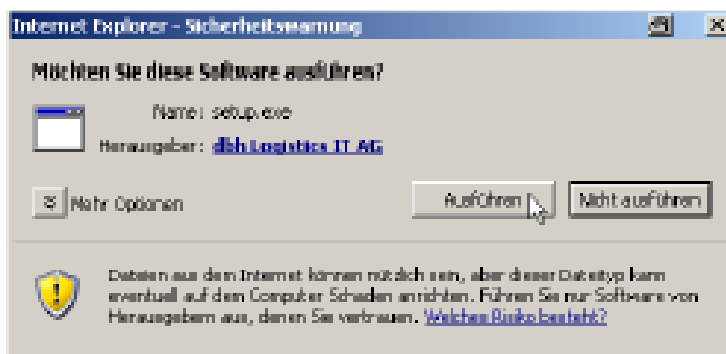 Internet Explorer - Sicherheitswarnung
Möchten Sie diese Software ausführen?
Name: setup.exe
Herausgeber: dbh Logistics IT AG
Mehr Optionen
Ausführen
Nicht ausführen
Dateien aus dem Internet können nützlich sein, aber dieser Dateityp kann
eventuell auf dem Computer Schaden anrichten. Führen Sie nur Software von
Herausgebern aus, denen Sie vertrauen. Welches Risiko besteht?